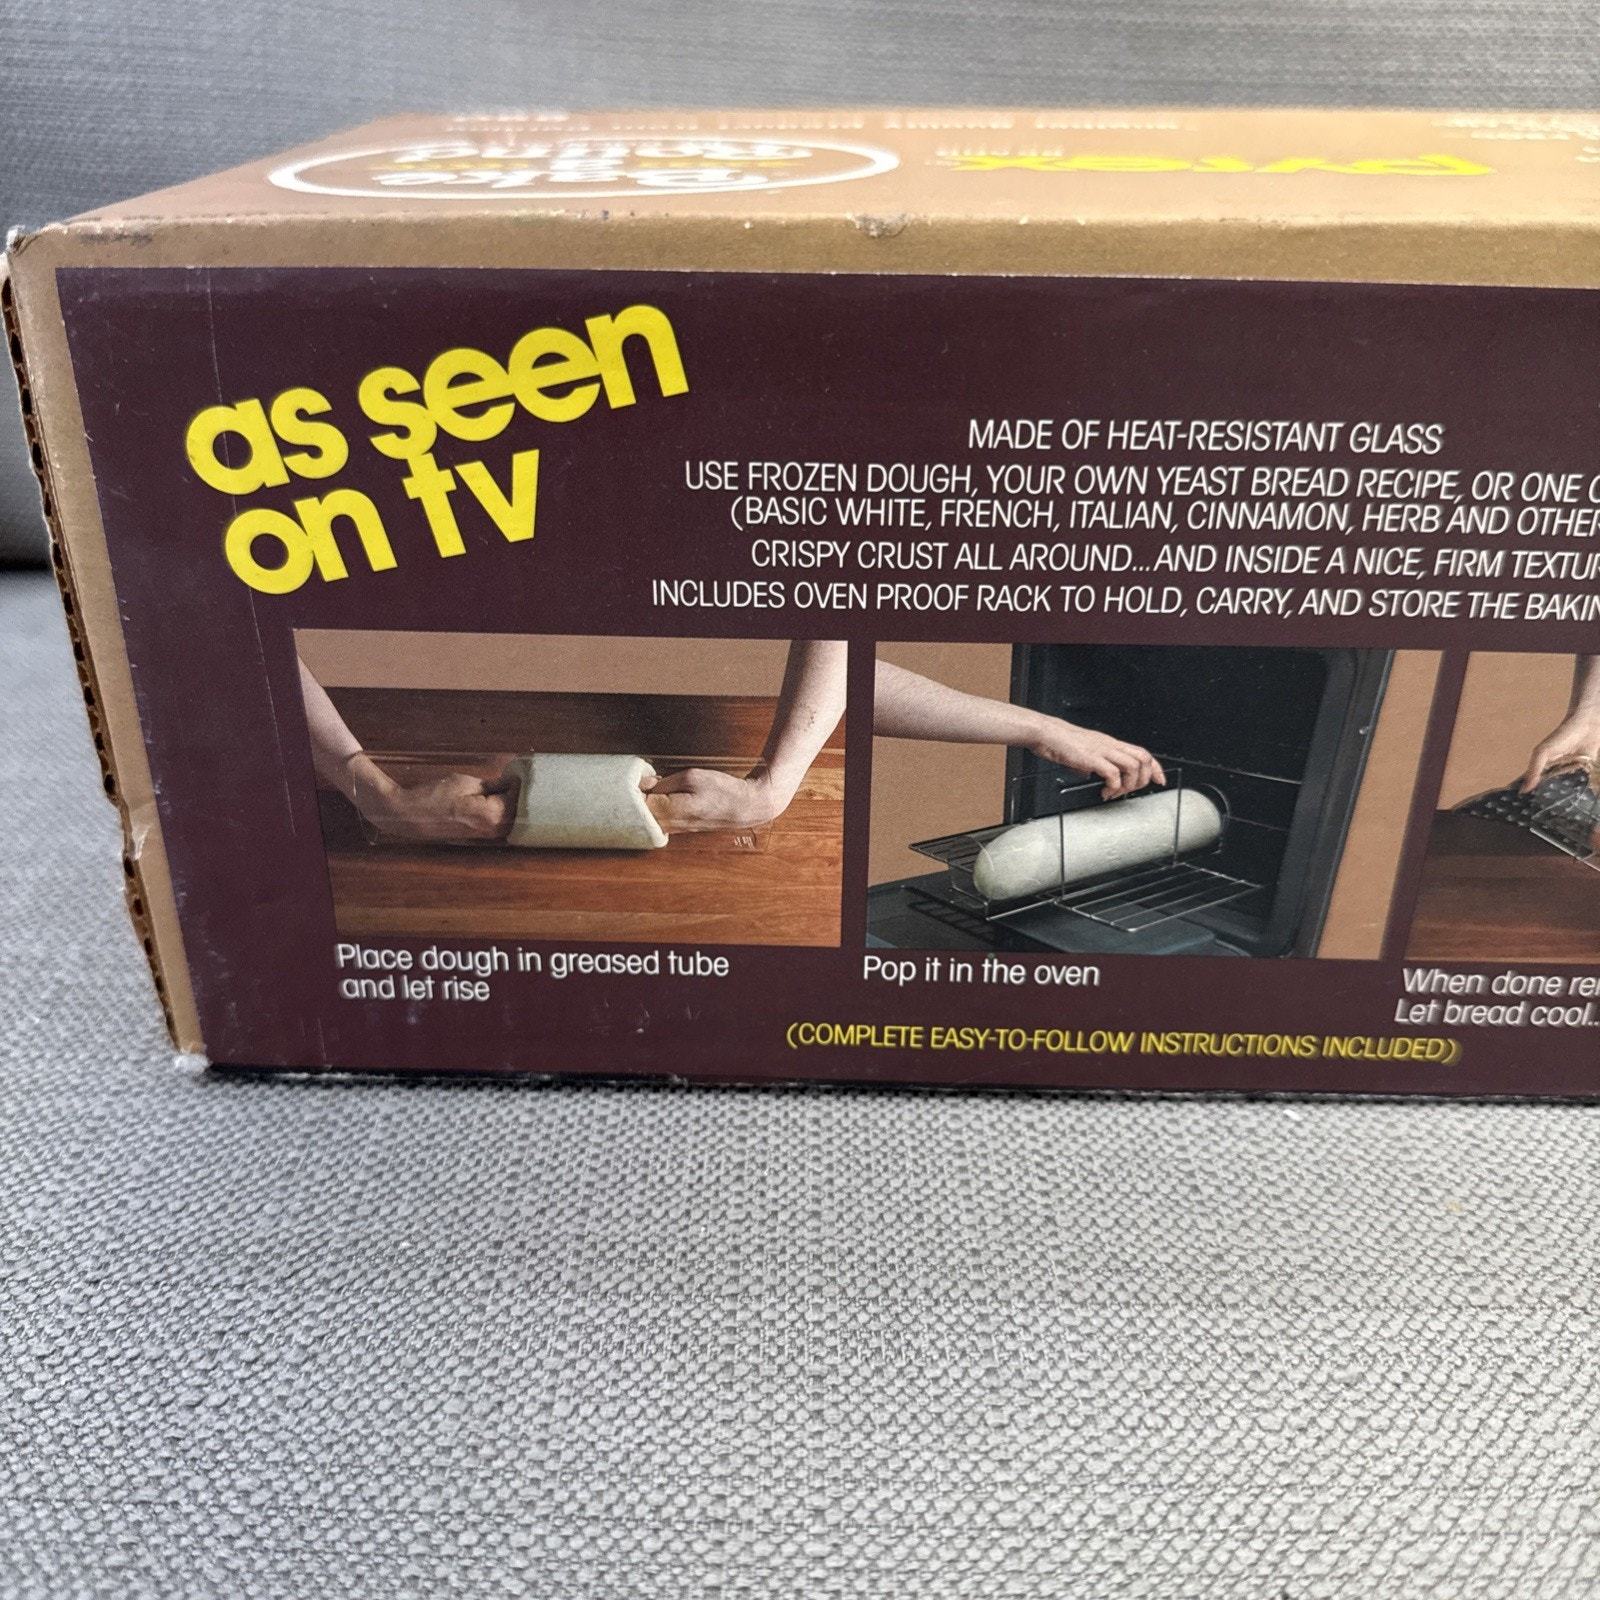 Bake
pyrex
as seen
on tv
MADE OF HEAT-RESISTANT GLASS
USE FROZEN DOUGH, YOUR OWN YEAST BREAD RECIPE, OR ONE
(BASIC WHITE, FRENCH, ITALIAN, CINNAMON, HERB AND OTHER
CRISPY CRUST ALL AROUND...AND INSIDE A NICE, FIRM
INCLUDES OVEN PROOF RACK TO HOLD, CARRY, AND STORE THE
Place dough in greased tube
and let rise
Pop it in the oven
When done
Let bread cool..
(COMPLETE EASY-TO-FOLLOW INSTRUCTIONS INCLUDED)